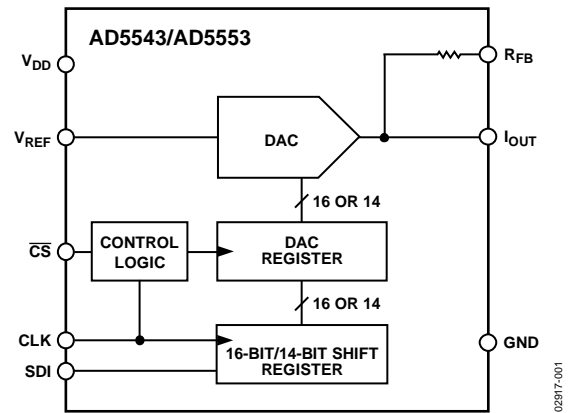 AD5543/AD5553
VDD
RFB
VREF
DAC
IOUT
16 OR 14
CS
CONTROL
LOGIC
DAC
REGISTER
16 OR 14
CLK
GND
SDI
16-BIT/14-BIT SHIFT
REGISTER
02917-001